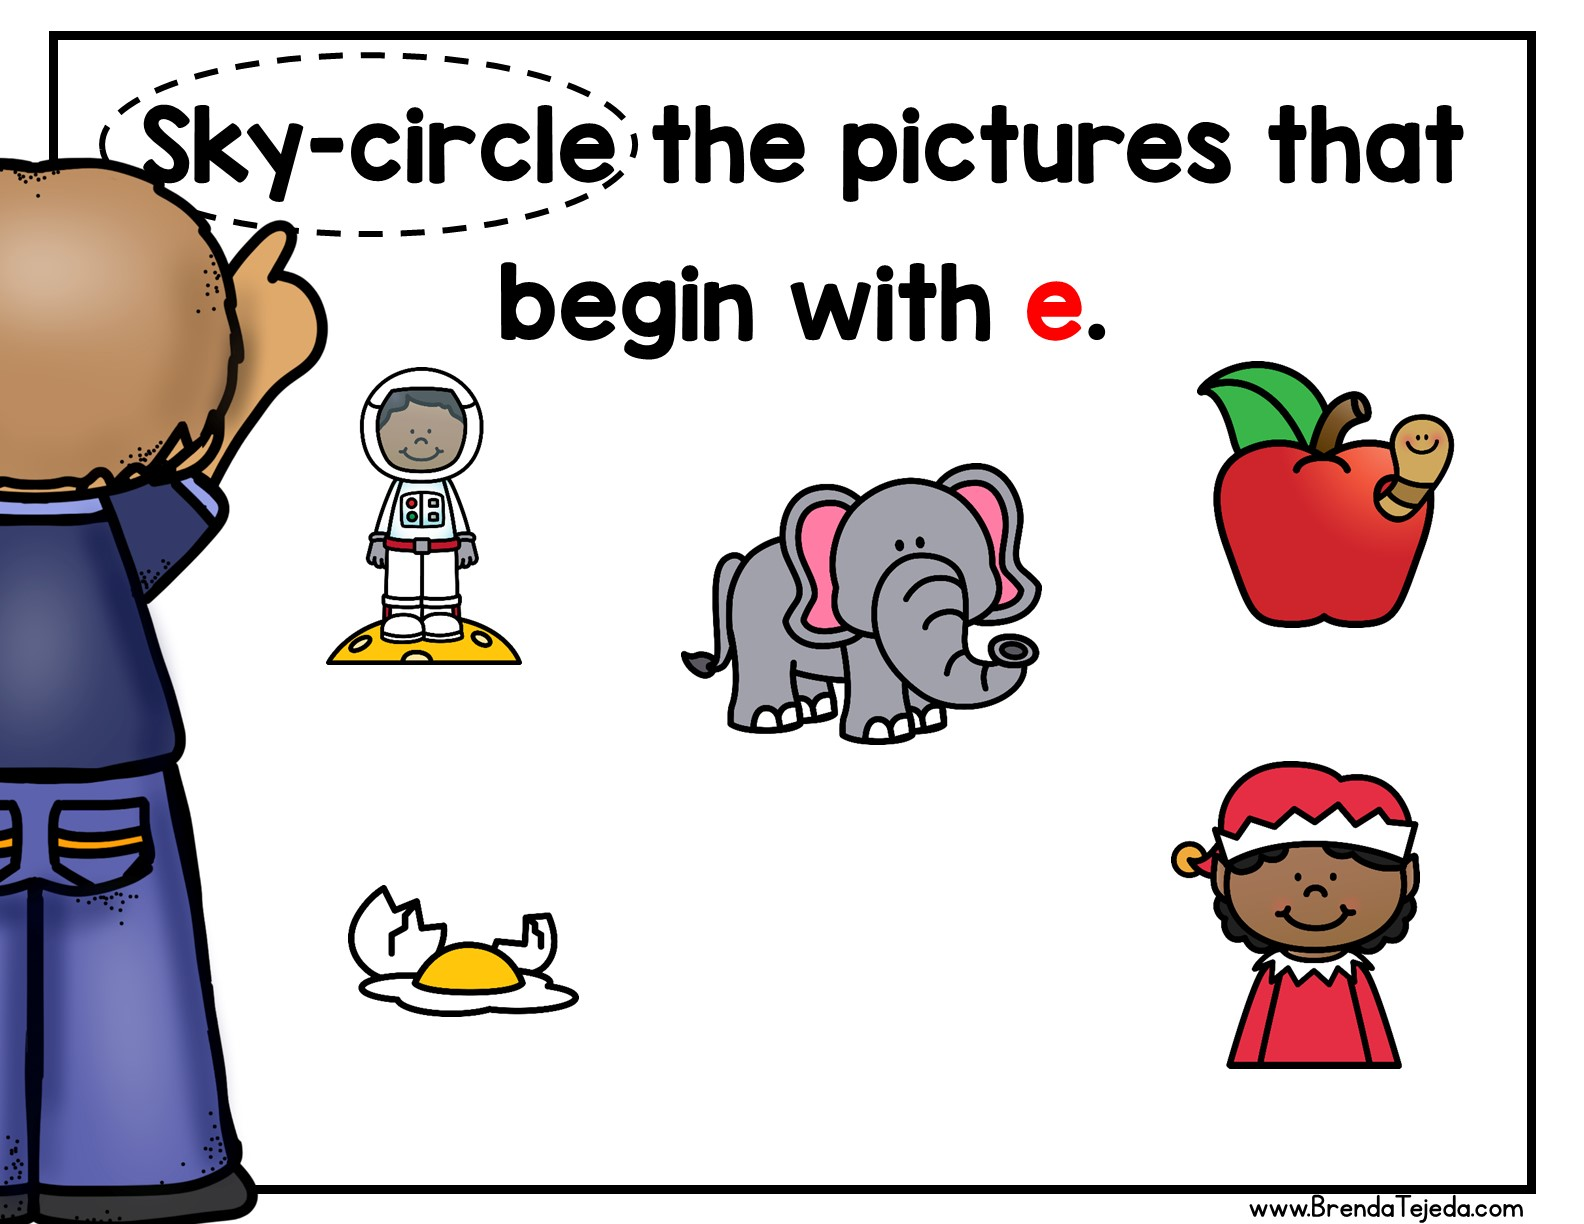 Sky-circle the pictures that
begin with e.
www.BrendaTejeda.com